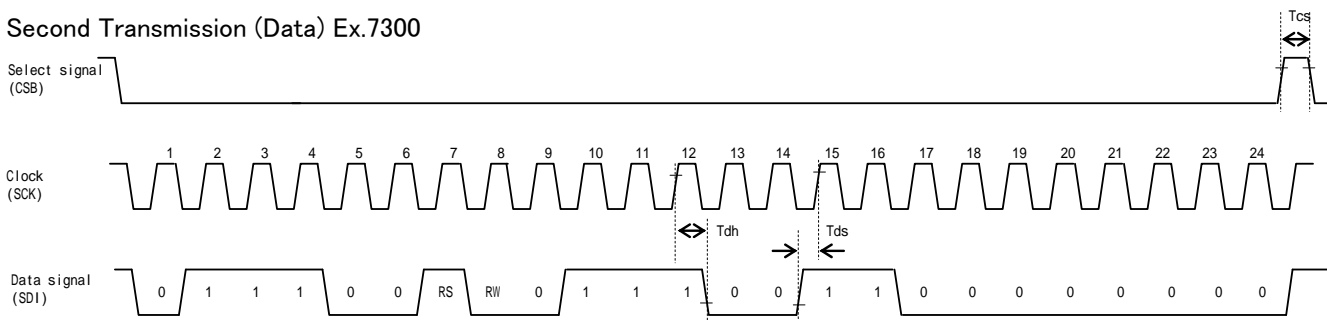 Second Transmission (Data) Ex.7300
Tcs
Select signal
(CSB)
1 2 3 4 5 6 7 8 9 10 11 12 13 14 15 16 17 18 19 20 21 22 23 24
Clock
(SCK)
Tdh Tds
Data signal
(SDI)
0 1 1 1 0 0 RS RW 0 1 1 1 0 0 1 1 0 0 0 0 0 0 0 0